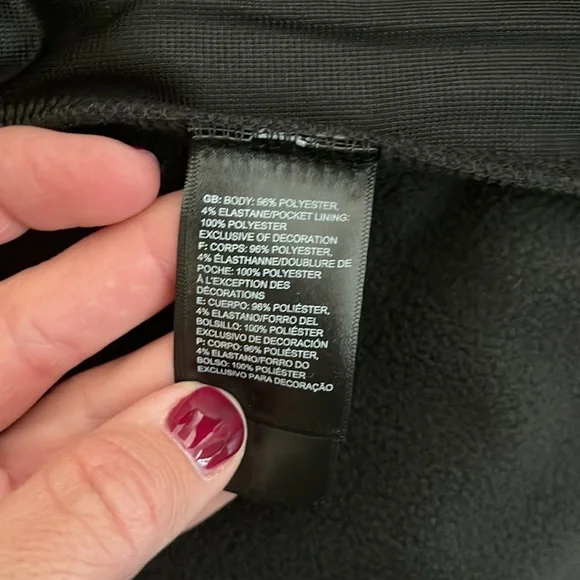 GB: BODY: 96% POLYESTER,
4% ELASTANE/POCKET LINING:
100% POLYESTER
EXCLUSIVE OF DECORATION
F: CORPS: 96% POLYESTER,
4% ÉLASTHANNE/DOUBLURE DE
POCHE: 100% POLYESTER
À L'EXCEPTION DES
DÉCORATIONS
E: CUERPO: 96% POLIÉSTER,
4% ELASTANO/FORRO DEL
BOLSILLO: 100% POLIÉSTER
EXCLUSIVO DE DECORACIÓN
P: CORPO: 96% POLIÉSTER,
4% ELASTANO/FORRO DO
BOLSO: 100% POLIÉSTER
EXCLUSIVO PARA DECORAÇÃO